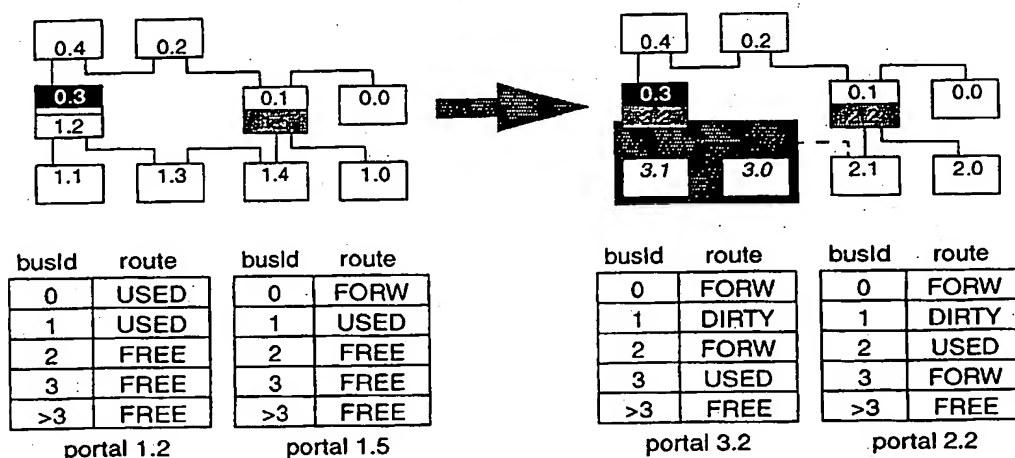 0.4 0.2 0.4 0.2
0.3 0.1 0.0 0.3 0.1 0.0
1.2 3.2 2.2
1.1 1.3 1.4 1.0 3.1 3.0 2.1 2.0
busId route busId route busId route busId route
0 USED 0 FORW 0 FORW 0 FORW
1 USED 1 USED 1 DIRTY 1 DIRTY
2 FREE 2 FREE 2 FORW 2 USED
3 FREE 3 FREE 3 USED 3 FORW
>3 FREE >3 FREE >3 FREE >3 FREE
portal 1.2 portal 1.5 portal 3.2 portal 2.2